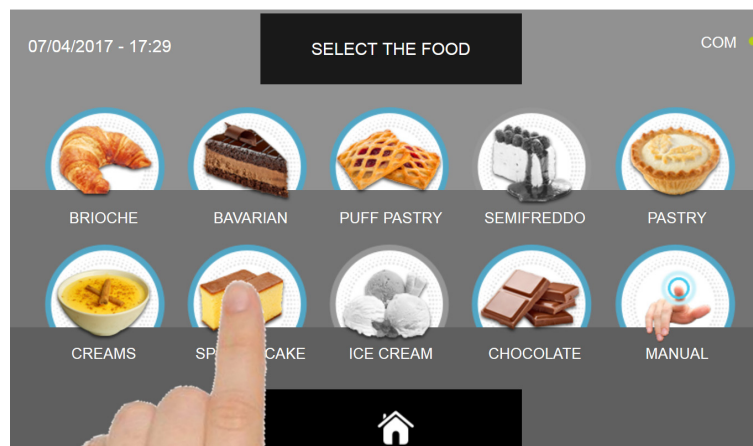 07/04/2017 - 17:29
SELECT THE FOOD
COM
BRIOCHE
BAVARIAN
PUFF PASTRY
SEMIFREDDO
PASTRY
CREAMS
CAKE
ICE CREAM
CHOCOLATE
MANUAL